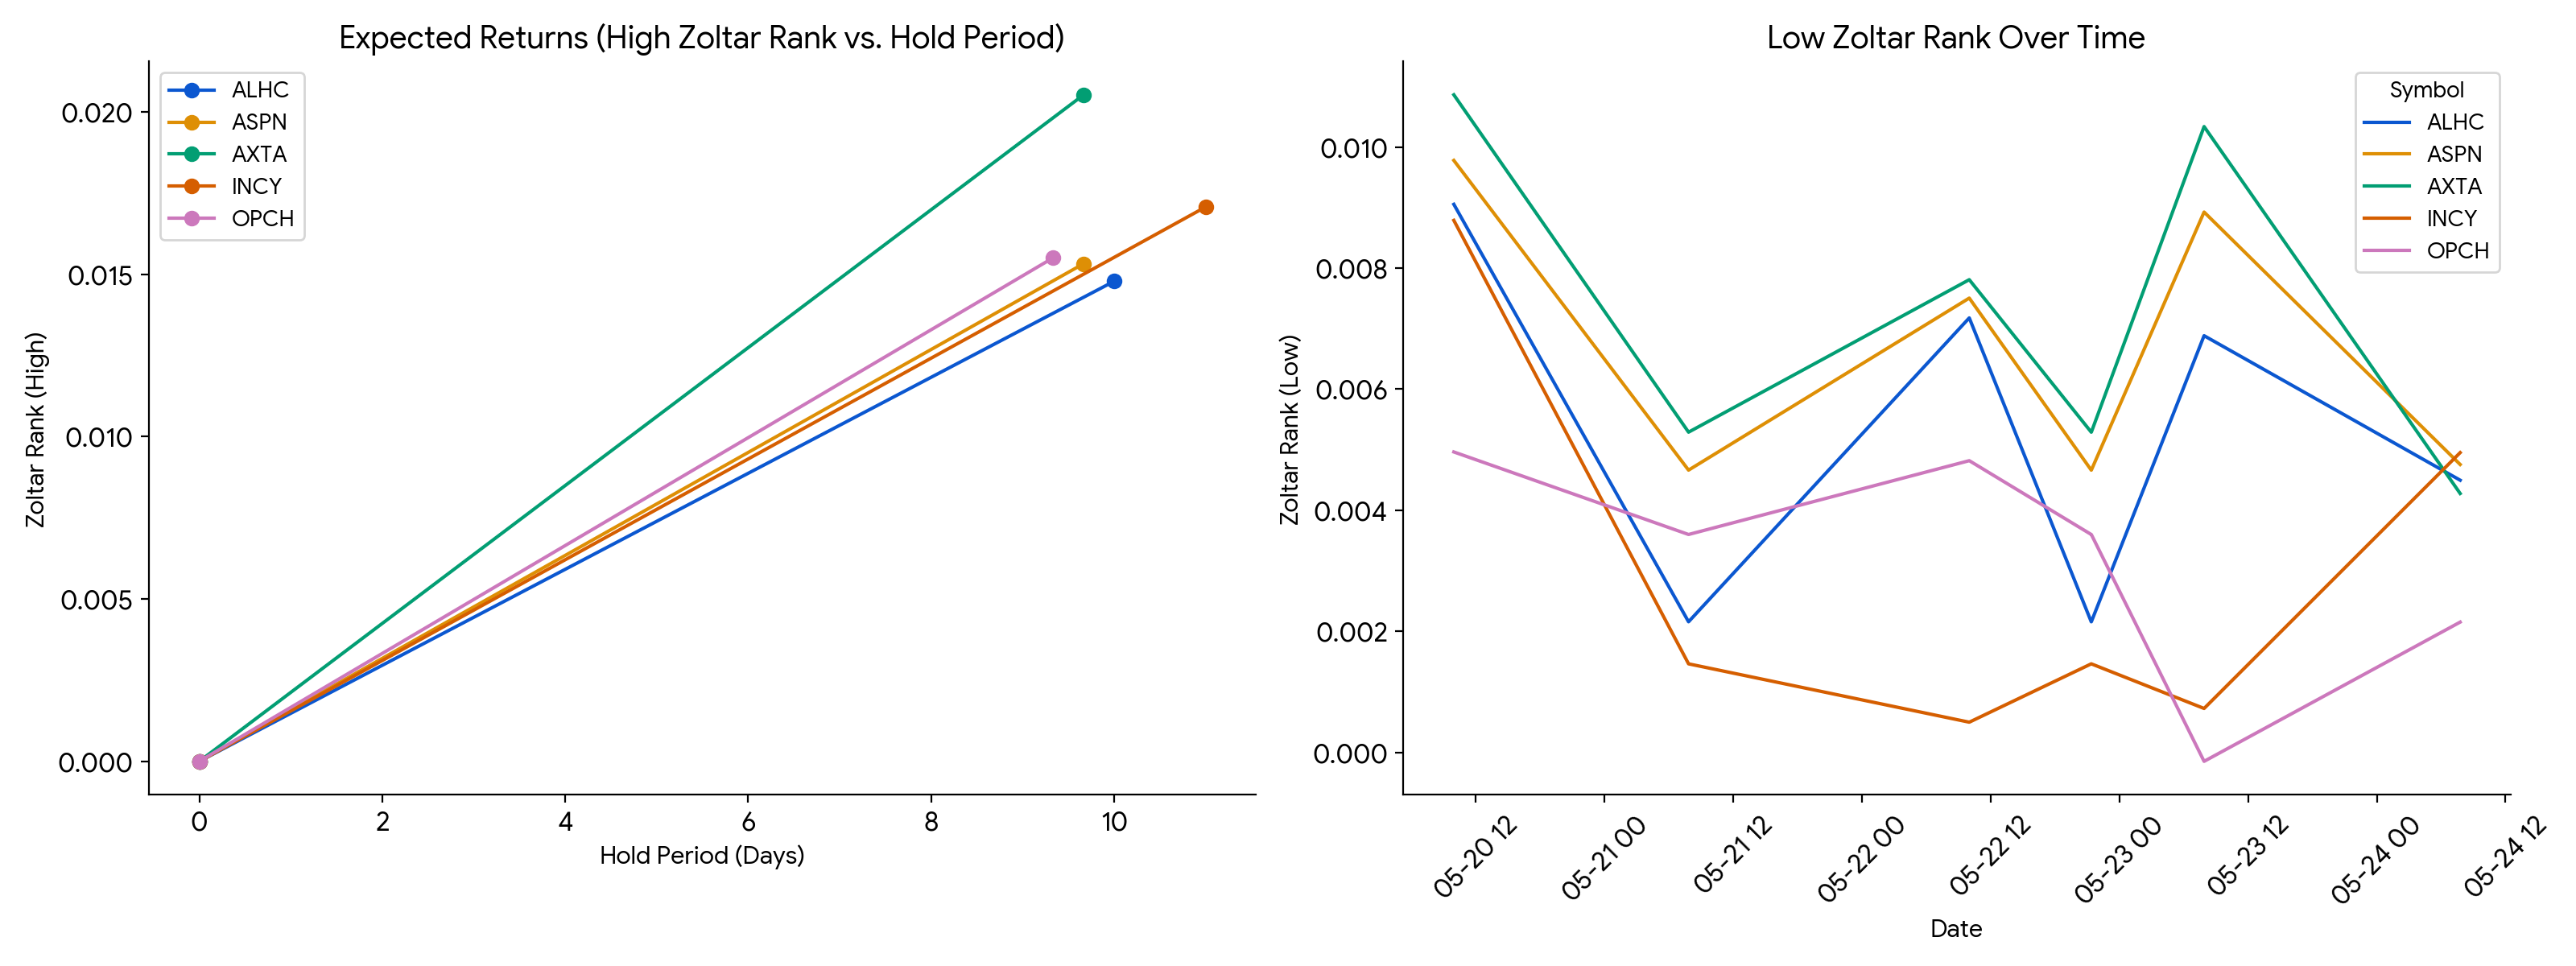 Expected Returns (High Zoltar Rank vs. Hold Period)
ALHC
ASPN
AXTA
INCY
OPCH
Zoltar Rank (High)
0.020
0.015
0.010
0.005
0.000
0 2 4 6 8 10
Hold Period (Days)
Low Zoltar Rank Over Time
Symbol
ALHC
ASPN
AXTA
INCY
OPCH
Zoltar Rank (Low)
0.010
0.008
0.006
0.004
0.002
0.000
05-20 12
05-21 00
05-21 12
05-22 00
05-22 12
05-23 00
05-23 12
05-24 00
05-24 12
Date